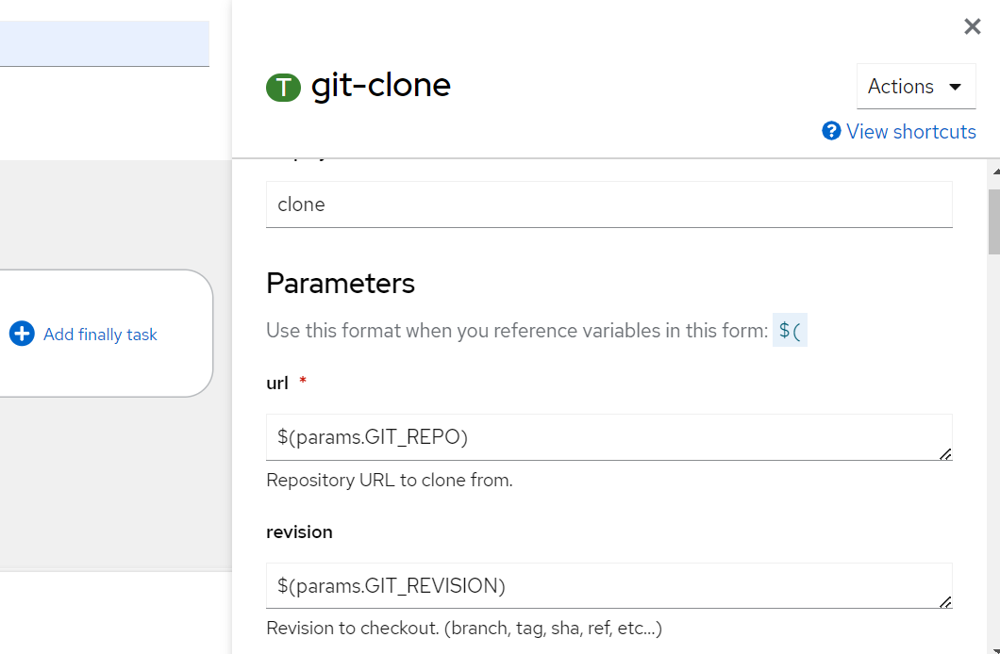 git-clone
Actions
View shortcuts
clone
Parameters
Use this format when you reference variables in this form: $(
Add finally task
url *
$(params.GIT_REPO)
Repository URL to clone from.
revision
$(params.GIT_REVISION)
Revision to checkout. (branch, tag, sha, ref, etc...)